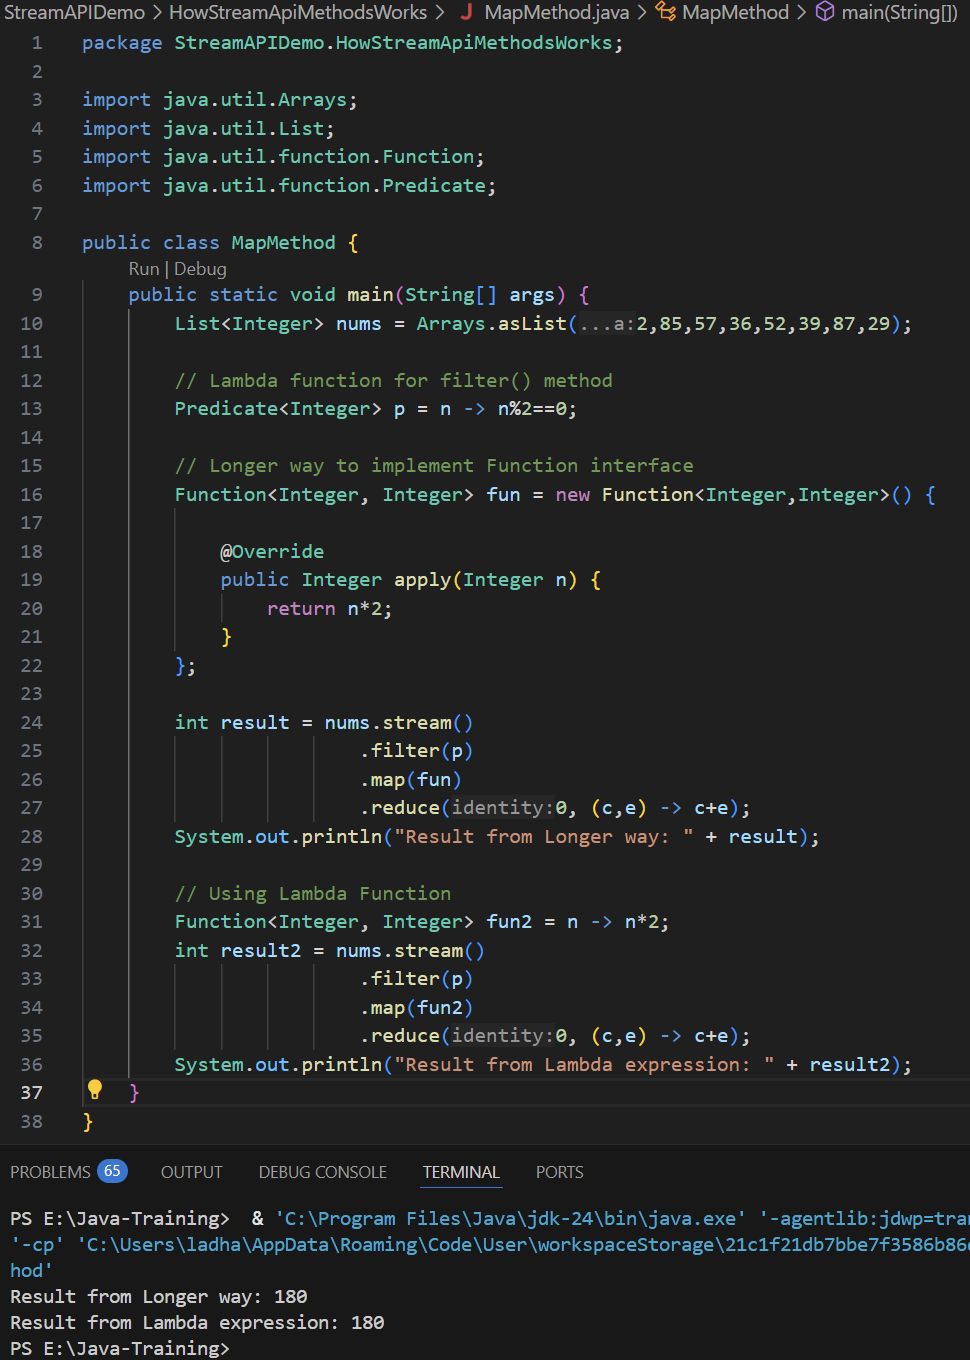 StreamAPIDemo > HowStreamApiMethodsWorks > J MapMethod.java > MapMethod > main(String[])
1 package StreamAPIDemo.HowStreamApiMethodsWorks;
2
3 import java.util.Arrays;
4 import java.util.List;
5 import java.util.function.Function;
6 import java.util.function.Predicate;
7
8 public class MapMethod {
Run | Debug
9 public static void main(String[] args) {
10 List<Integer> nums = Arrays.asList(...a:2,85,57,36,52,39,87,29);
11
12 // Lambda function for filter() method
13 Predicate<Integer> p = n -> n%2==0;
14
15 // Longer way to implement Function interface
16 Function<Integer, Integer> fun = new Function<Integer,Integer>() {
17
18 @Override
19 public Integer apply(Integer n) {
20 return n*2;
21 }
22 };
23
24 int result = nums.stream()
25 .filter(p)
26 .map(fun)
27 .reduce(identity:0, (c,e) -> c+e);
28 System.out.println("Result from Longer way: " + result);
29
30 // Using Lambda Function
31 Function<Integer, Integer> fun2 = n -> n*2;
32 int result2 = nums.stream()
33 .filter(p)
34 .map(fun2)
35 .reduce(identity:0, (c,e) -> c+e);
36 System.out.println("Result from Lambda expression: " + result2);
37 }
38 }
PROBLEMS 65 OUTPUT DEBUG CONSOLE TERMINAL PORTS
PS E:\Java-Training> & 'C:\Program Files\Java\jdk-24\bin\java.exe' '-agentlib:jdwp=tran
'-cp' 'C:\Users\ladha\AppData\Roaming\Code\User\workspaceStorage\21c1f21db7bbe7f3586b86
hod'
Result from Longer way: 180
Result from Lambda expression: 180
PS E:\Java-Training>